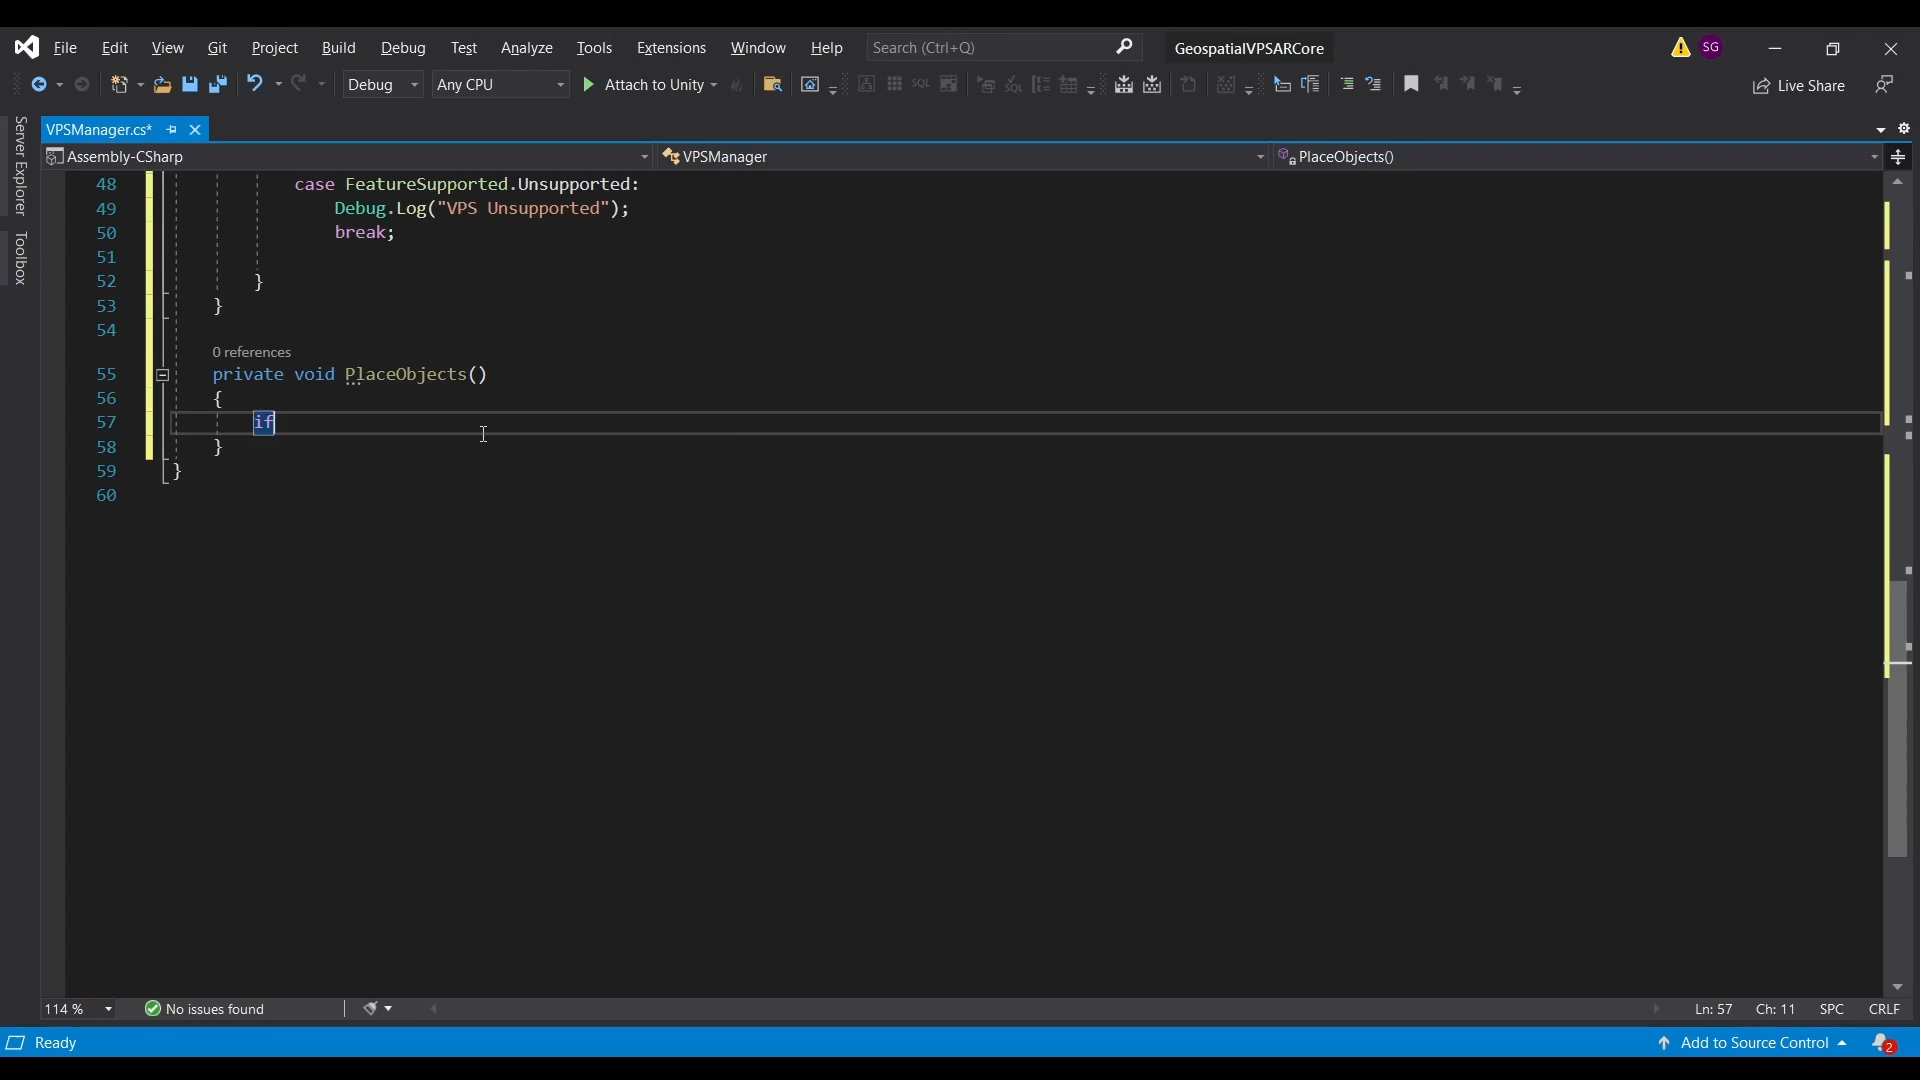 File Edit View Git Project Build Debug Test Analyze Tools Extensions Window Help Search (Ctrl+Q) GeospatialVPSARCore SG
Debug Any CPU Attach to Unity Live Share
VPSManager.cs*
Assembly-CSharp VPSManager PlaceObjects()
Server Explorer
Toolbox
48 case FeatureSupported.Unsupported:
49 Debug.Log("VPS Unsupported");
50 break;
51
52 }
53 }
54
0 references
55 private void PlaceObjects()
56 {
57 if
58 }
59 }
60
114 % No issues found Ln: 57 Ch: 11 SPC CRLF
Ready Add to Source Control 2